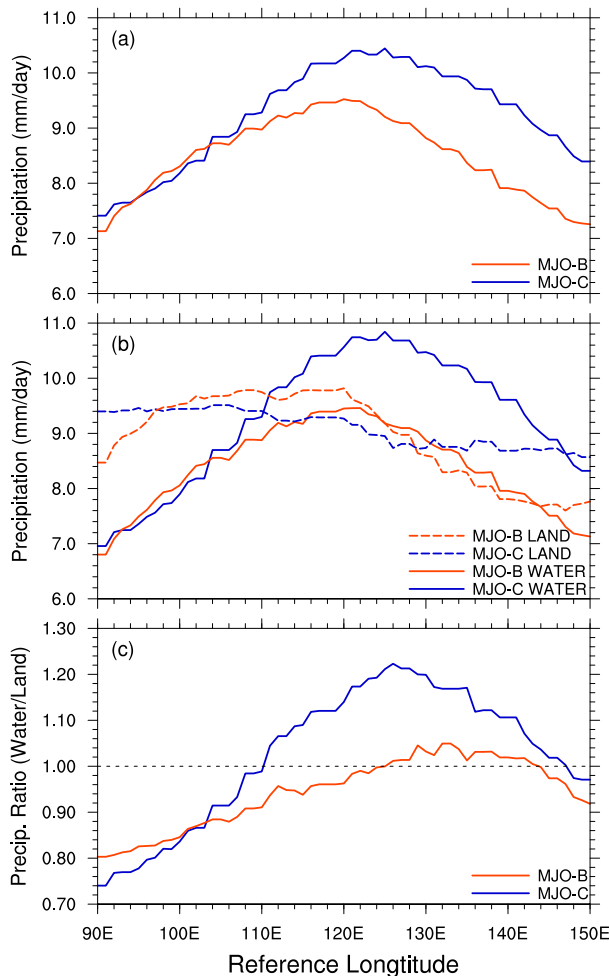 11.0
(a)
10.0
9.0
8.0
7.0
6.0
Precipitation (mm/day)
MJO-B
MJO-C
11.0
(b)
10.0
9.0
8.0
7.0
6.0
Precipitation (mm/day)
MJO-B LAND
MJO-C LAND
MJO-B WATER
MJO-C WATER
1.30
(c)
1.20
1.10
1.00
0.90
0.80
0.70
Precip. Ratio (Water/Land)
MJO-B
MJO-C
90E 100E 110E 120E 130E 140E 150E
Reference Longtitude